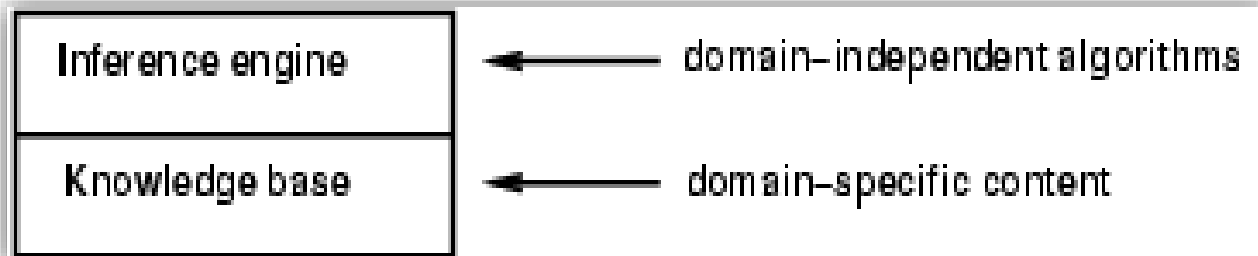 Inference engine
domain–independent algorithms
Knowledge base
domain–specific content